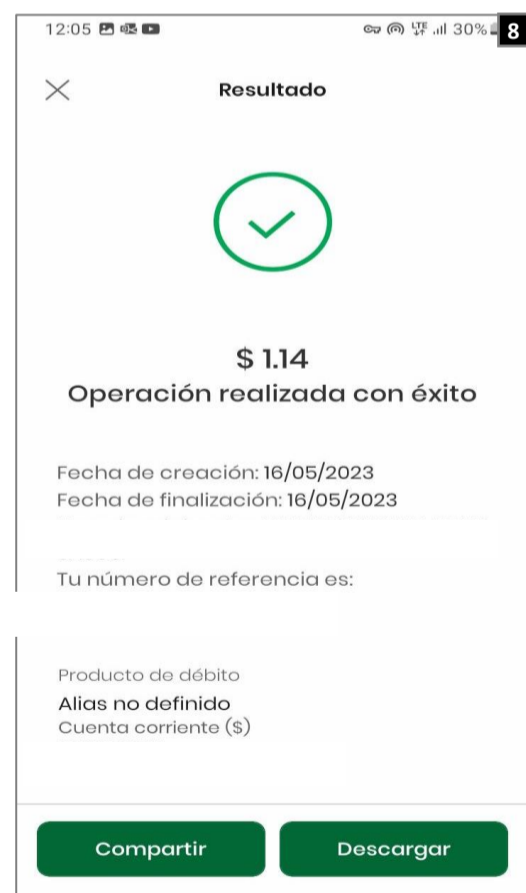 12:05 LTE 30% 8
Resultado
$ 1.14
Operación realizada con éxito
Fecha de creación: 16/05/2023
Fecha de finalización: 16/05/2023
Tu número de referencia es:
Producto de débito
Alias no definido
Cuenta corriente ($)
Compartir Descargar